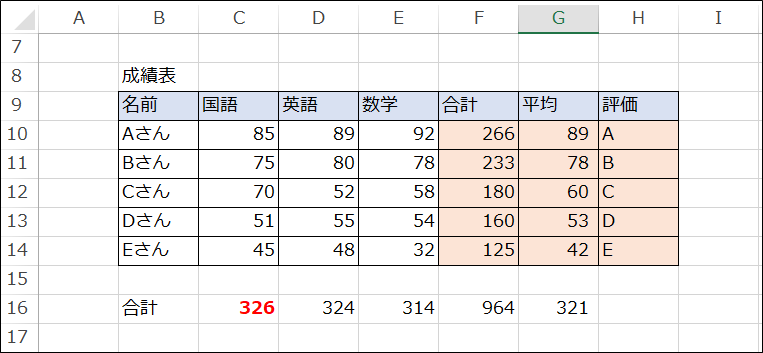 A B C D E F G H I
7
8 成績表
9 名前 国語 英語 数学 合計 平均 評価
10 Aさん 85 89 92 266 89 A
11 Bさん 75 80 78 233 78 B
12 Cさん 70 52 58 180 60 C
13 Dさん 51 55 54 160 53 D
14 Eさん 45 48 32 125 42 E
15
16 合計 326 324 314 964 321
17